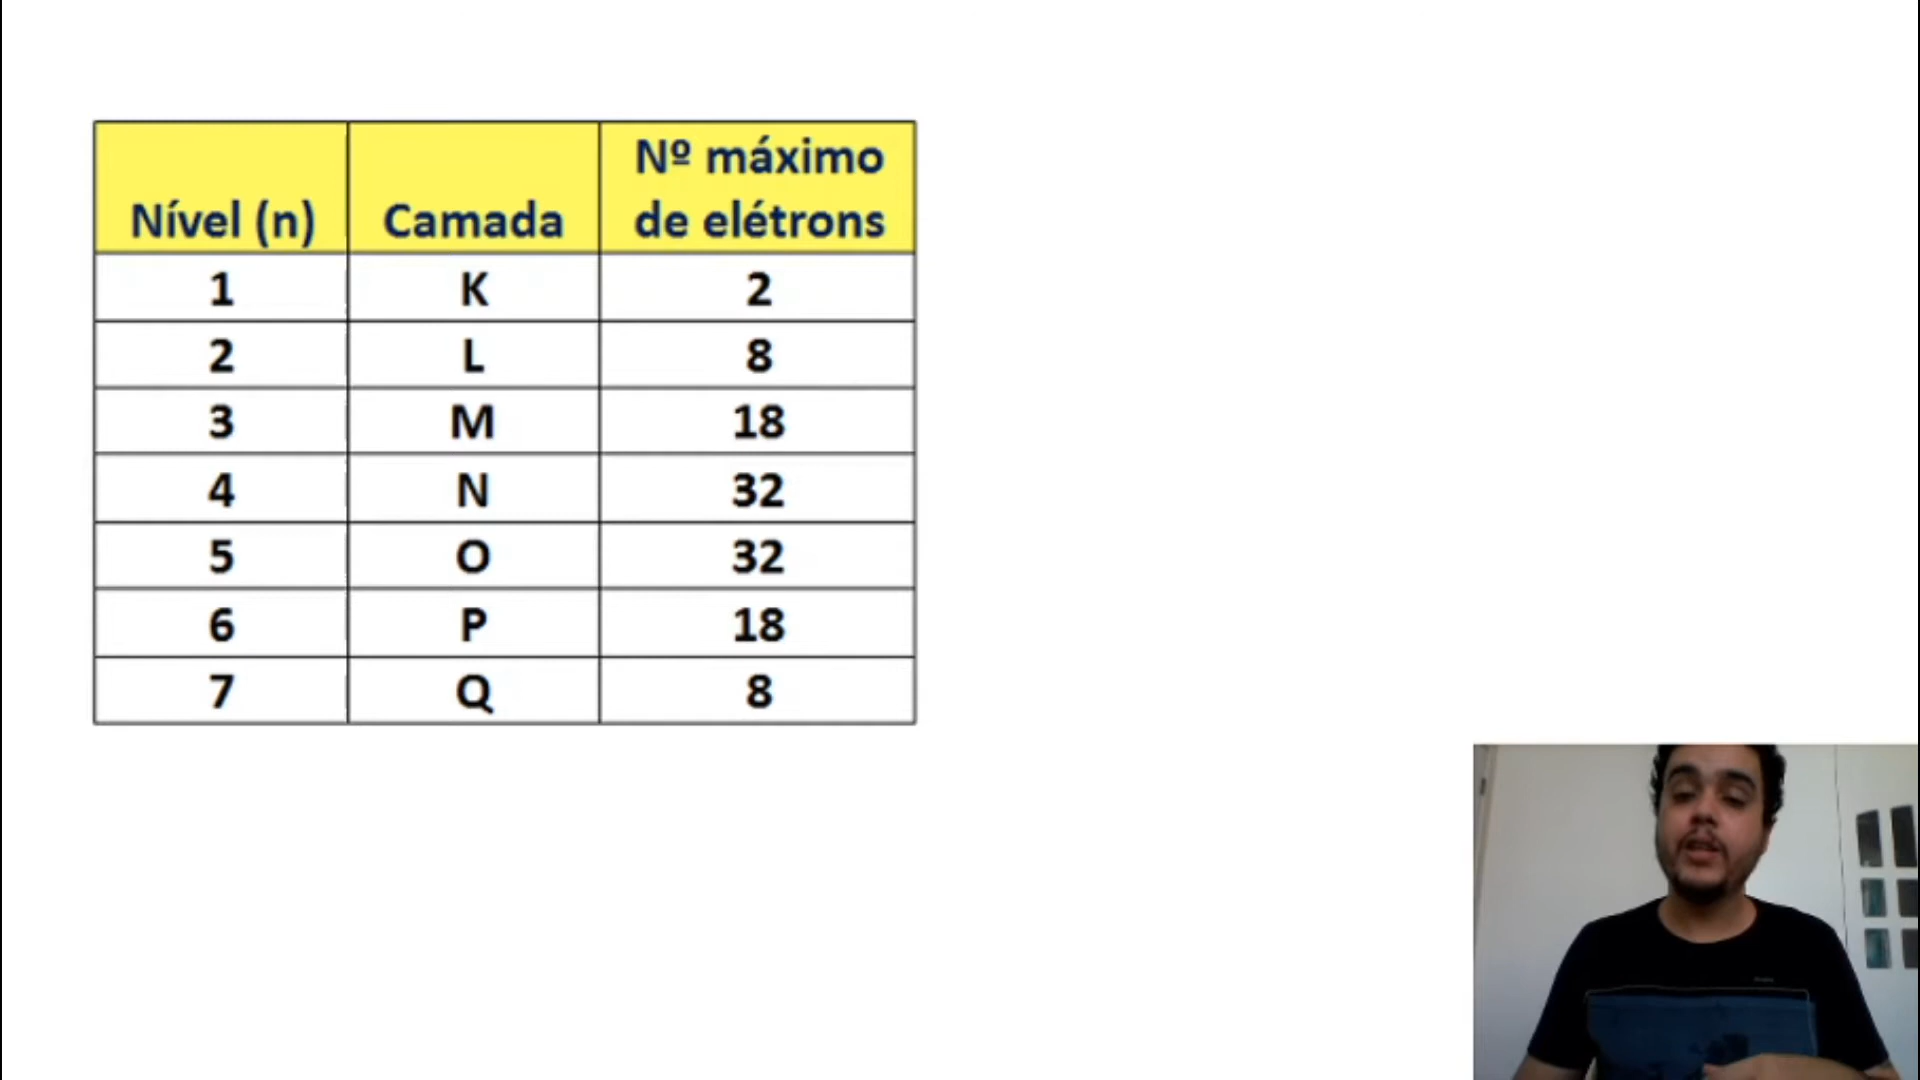 Nível (n) Camada Nº máximo de elétrons
1 K 2
2 L 8
3 M 18
4 N 32
5 O 32
6 P 18
7 Q 8